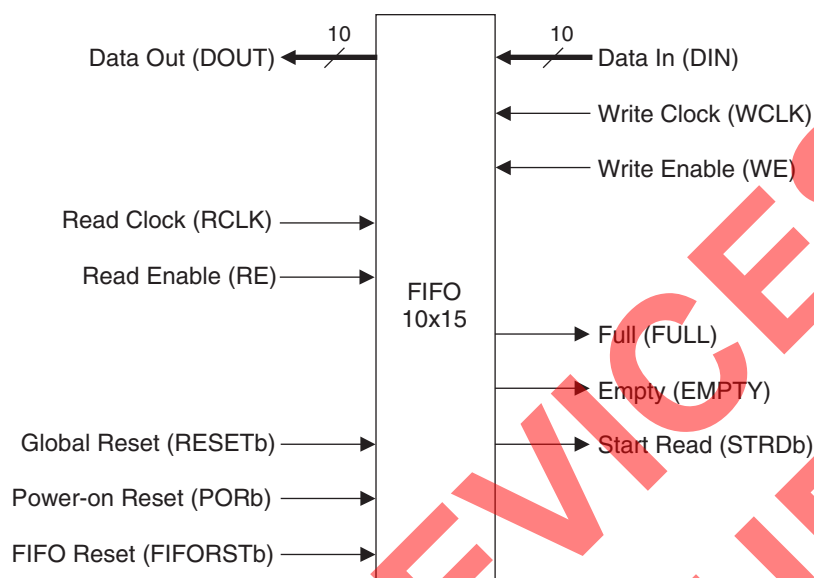 10
10
Data Out (DOUT)
Data In (DIN)
Write Clock (WCLK)
Write Enable (WE)
Read Clock (RCLK)
Read Enable (RE)
FIFO
10x15
Full (FULL)
Empty (EMPTY)
Global Reset (RESETb)
Start Read (STRDb)
Power-on Reset (PORb)
FIFO Reset (FIFORSTb)